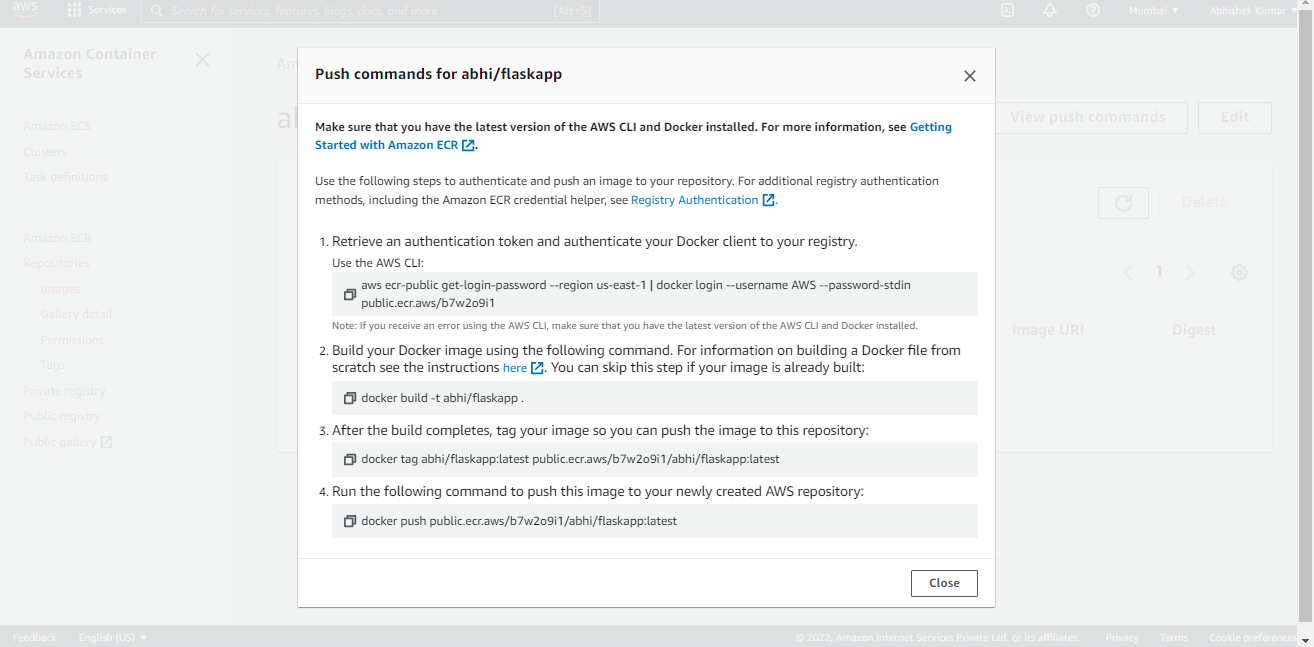 aws
Services
Search for services, features, blogs, docs, and more
[Alt+S]
Mumbai
Abhishek Kumar
Amazon Container
Services
Amazon ECS
Clusters
Task definitions
Amazon ECR
Repositories
Images
Gallery detail
Permissions
Tags
Private registry
Public registry
Public gallery
View push commands
Edit
Delete
1
Image URI
Digest
Push commands for abhi/flaskapp
Make sure that you have the latest version of the AWS CLI and Docker installed. For more information, see Getting
Started with Amazon ECR.
Use the following steps to authenticate and push an image to your repository. For additional registry authentication
methods, including the Amazon ECR credential helper, see Registry Authentication.
1. Retrieve an authentication token and authenticate your Docker client to your registry.
Use the AWS CLI:
aws ecr-public get-login-password --region us-east-1 | docker login --username AWS --password-stdin
public.ecr.aws/b7w2o9i1
Note: If you receive an error using the AWS CLI, make sure that you have the latest version of the AWS CLI and Docker installed.
2. Build your Docker image using the following command. For information on building a Docker file from
scratch see the instructions here. You can skip this step if your image is already built:
docker build -t abhi/flaskapp .
3. After the build completes, tag your image so you can push the image to this repository:
docker tag abhi/flaskapp:latest public.ecr.aws/b7w2o9i1/abhi/flaskapp:latest
4. Run the following command to push this image to your newly created AWS repository:
docker push public.ecr.aws/b7w2o9i1/abhi/flaskapp:latest
Close
Feedback
English (US)
© 2022, Amazon Internet Services Private Ltd. or its affiliates.
Privacy
Terms
Cookie preferences